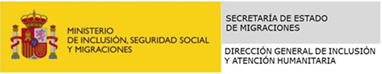 MINISTERIO
DE INCLUSIÓN, SEGURIDAD SOCIAL
Y MIGRACIONES
SECRETARÍA DE ESTADO
DE MIGRACIONES
DIRECCIÓN GENERAL DE INCLUSIÓN
Y ATENCIÓN HUMANITARIA